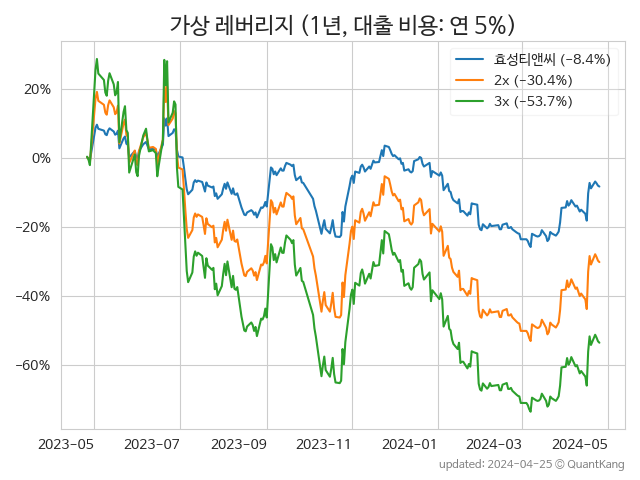 가상 레버리지 (1년, 대출 비용: 연 5%)
효성티앤씨 (−8.4%)
2x (−30.4%)
3x (−53.7%)
20%
0%
−20%
−40%
−60%
2023-05 2023-07 2023-09 2023-11 2024-01 2024-03 2024-05
updated: 2024-04-25 © QuantKang